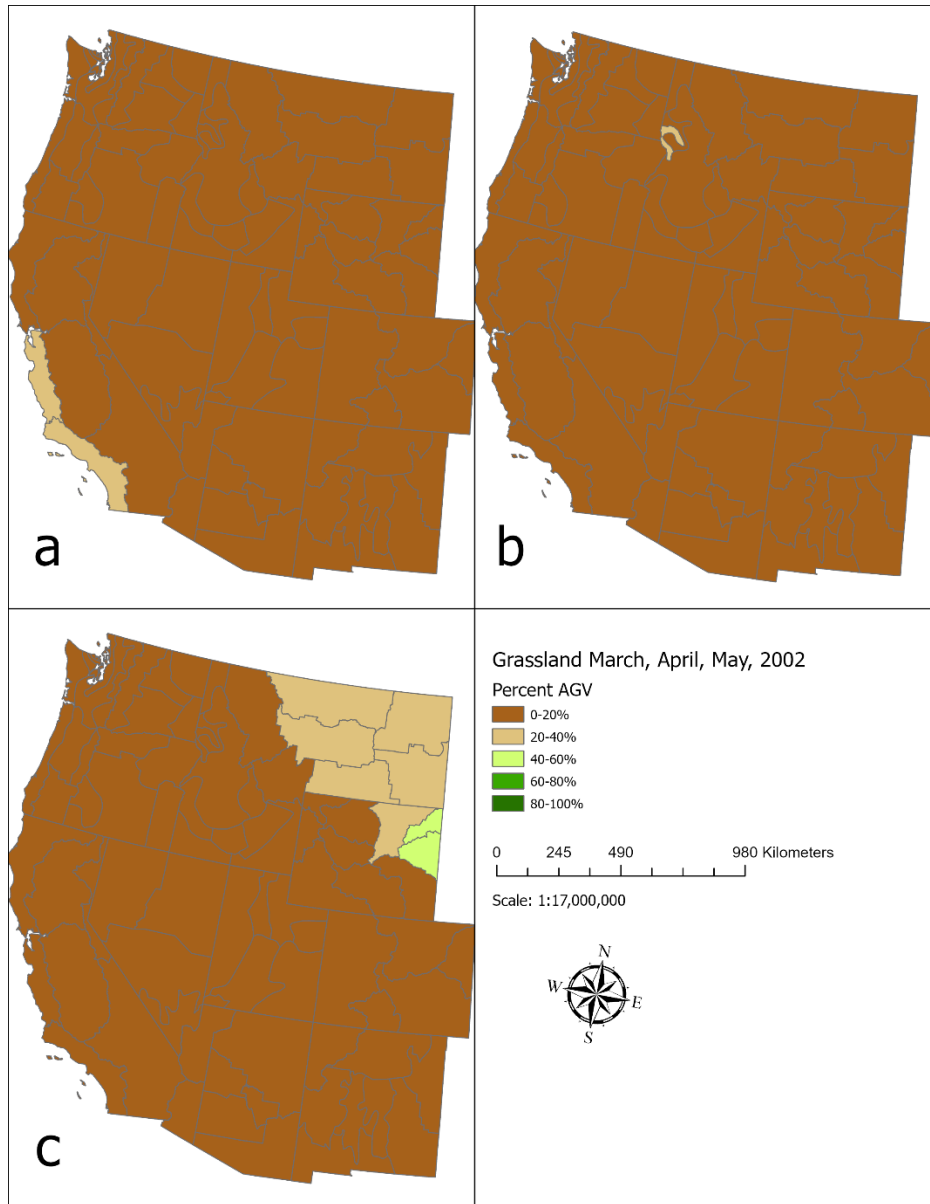 a
b
c
Grassland March, April, May, 2002
Percent AGV
0-20%
20-40%
40-60%
60-80%
80-100%
0 245 490 980 Kilometers
Scale: 1:17,000,000
N
W E
S